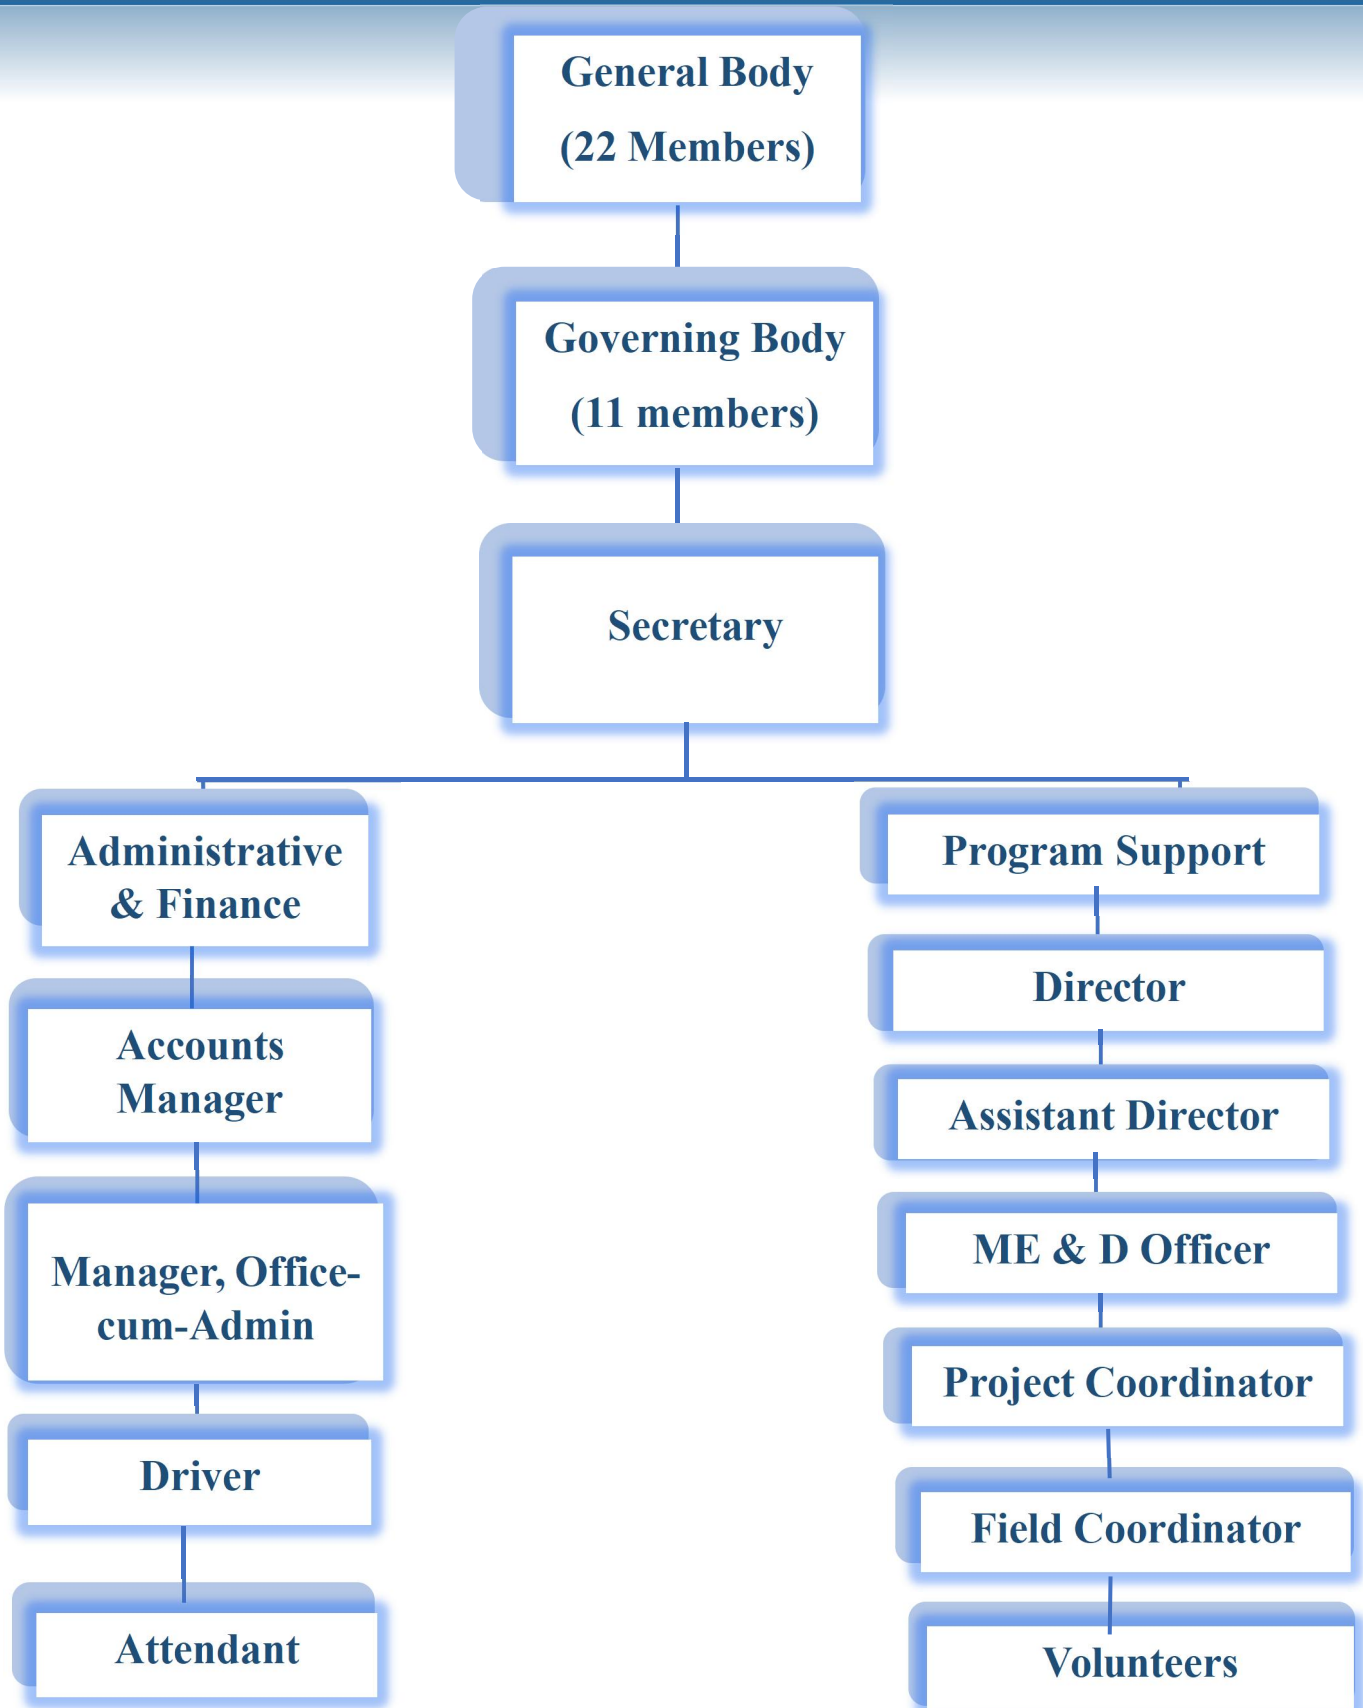 General Body
(22 Members)
Governing Body
(11 members)
Secretary
Administrative
& Finance
Accounts
Manager
Manager, Office-
cum-Admin
Driver
Attendant
Program Support
Director
Assistant Director
ME & D Officer
Project Coordinator
Field Coordinator
Volunteers